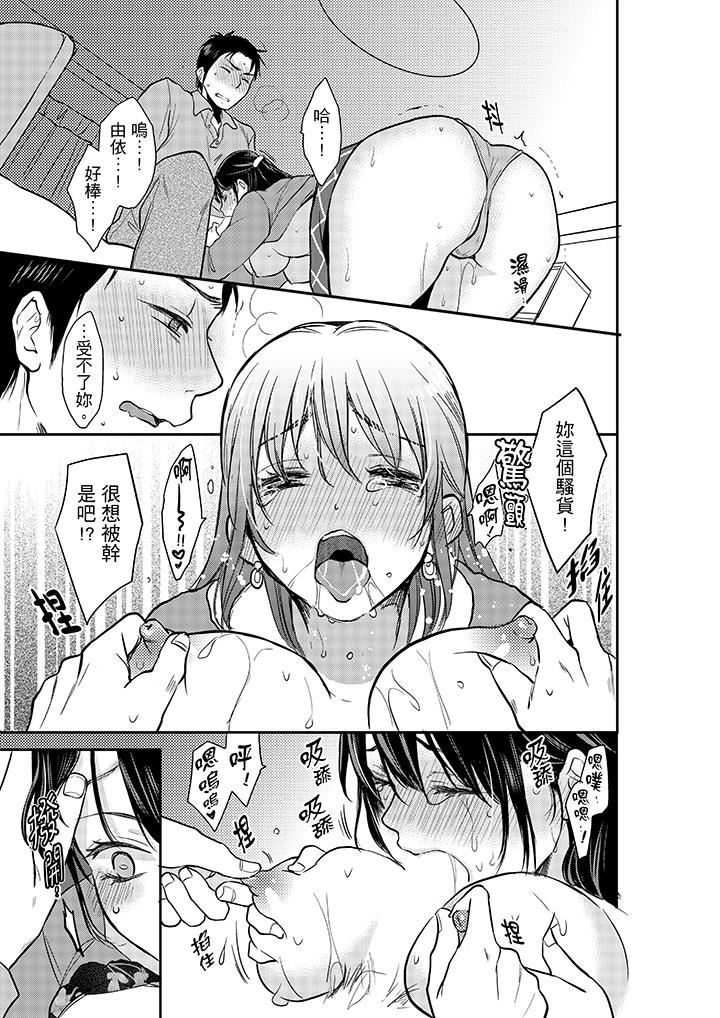 抖
哈…！
嗚…！
由依…！
好棒…！
濕滑
…受不了妳。
妳這個騷貨！
驚顫
嗯啊！
啊——！！♥
掐住
很想被幹
是吧！？
捏
嗯噗
嗯嗯！
吸舔
吸舔
吸舔
呼！
嗯嗚嗚♥
捏
掐住
捏
撥開！